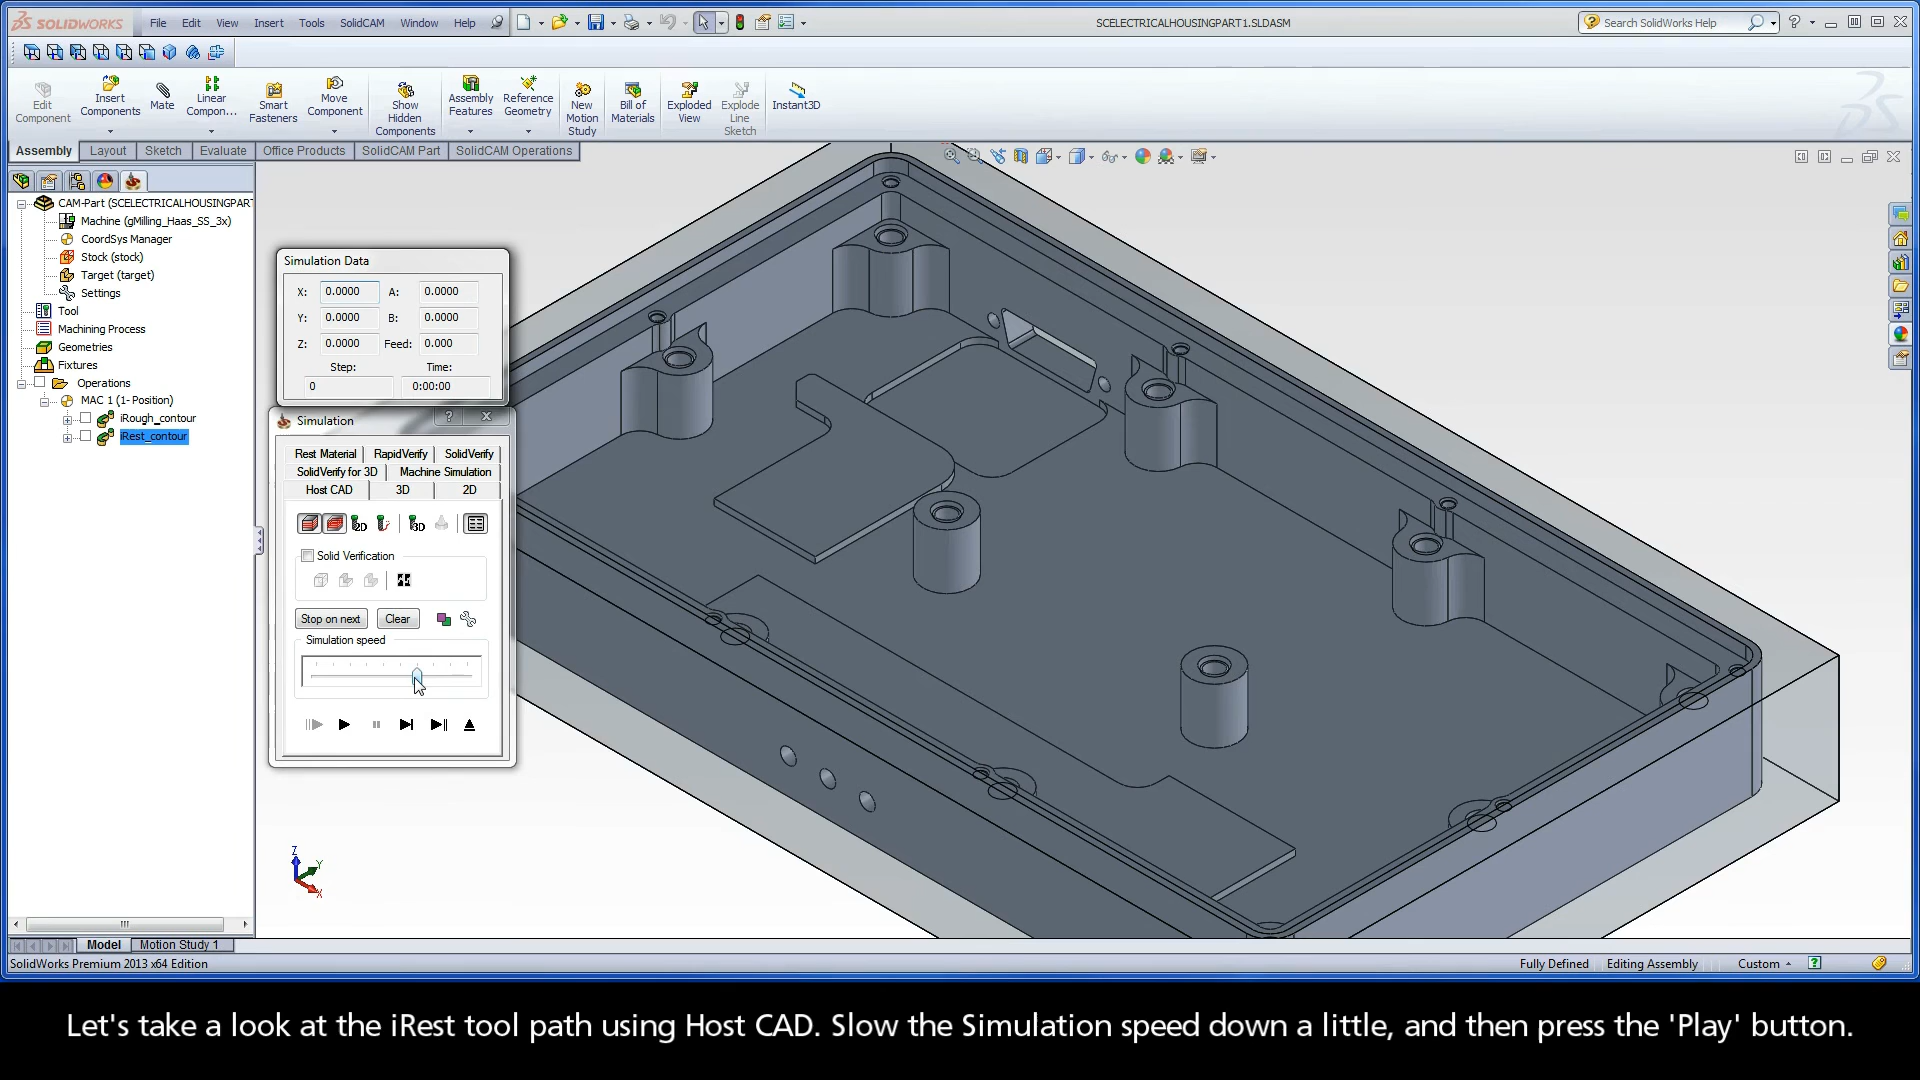 SOLIDWORKS File Edit View Insert Tools SolidCAM Window Help SCELECTRICALHOUSINGPART1.SLDASM Search SolidWorks Help
Edit Component
Insert Components
Mate
Linear Compon...
Smart Fasteners
Move Component
Show Hidden Components
Assembly Features
Reference Geometry
New Motion Study
Bill of Materials
Exploded View
Explode Line Sketch
Instant3D
Assembly Layout Sketch Evaluate Office Products SolidCAM Part SolidCAM Operations
CAM-Part (SCELECTRICALHOUSINGPART
Machine (gMilling_Haas_SS_3x)
CoordSys Manager
Stock (stock)
Target (target)
Settings
Tool
Machining Process
Geometries
Fixtures
Operations
MAC 1 (1- Position)
iRough_contour
iRest_contour
Simulation Data
X: 0.0000 A: 0.0000
Y: 0.0000 B: 0.0000
Z: 0.0000 Feed: 0.000
Step: Time:
0 0:00:00
Simulation
Rest Material RapidVerify SolidVerify
SolidVerify for 3D Machine Simulation
Host CAD 3D 2D
2D 3D
Solid Verification
Stop on next Clear
Simulation speed
Z Y X
Model Motion Study 1
SolidWorks Premium 2013 x64 Edition Fully Defined Editing Assembly Custom
Let's take a look at the iRest tool path using Host CAD. Slow the Simulation speed down a little, and then press the 'Play' button.